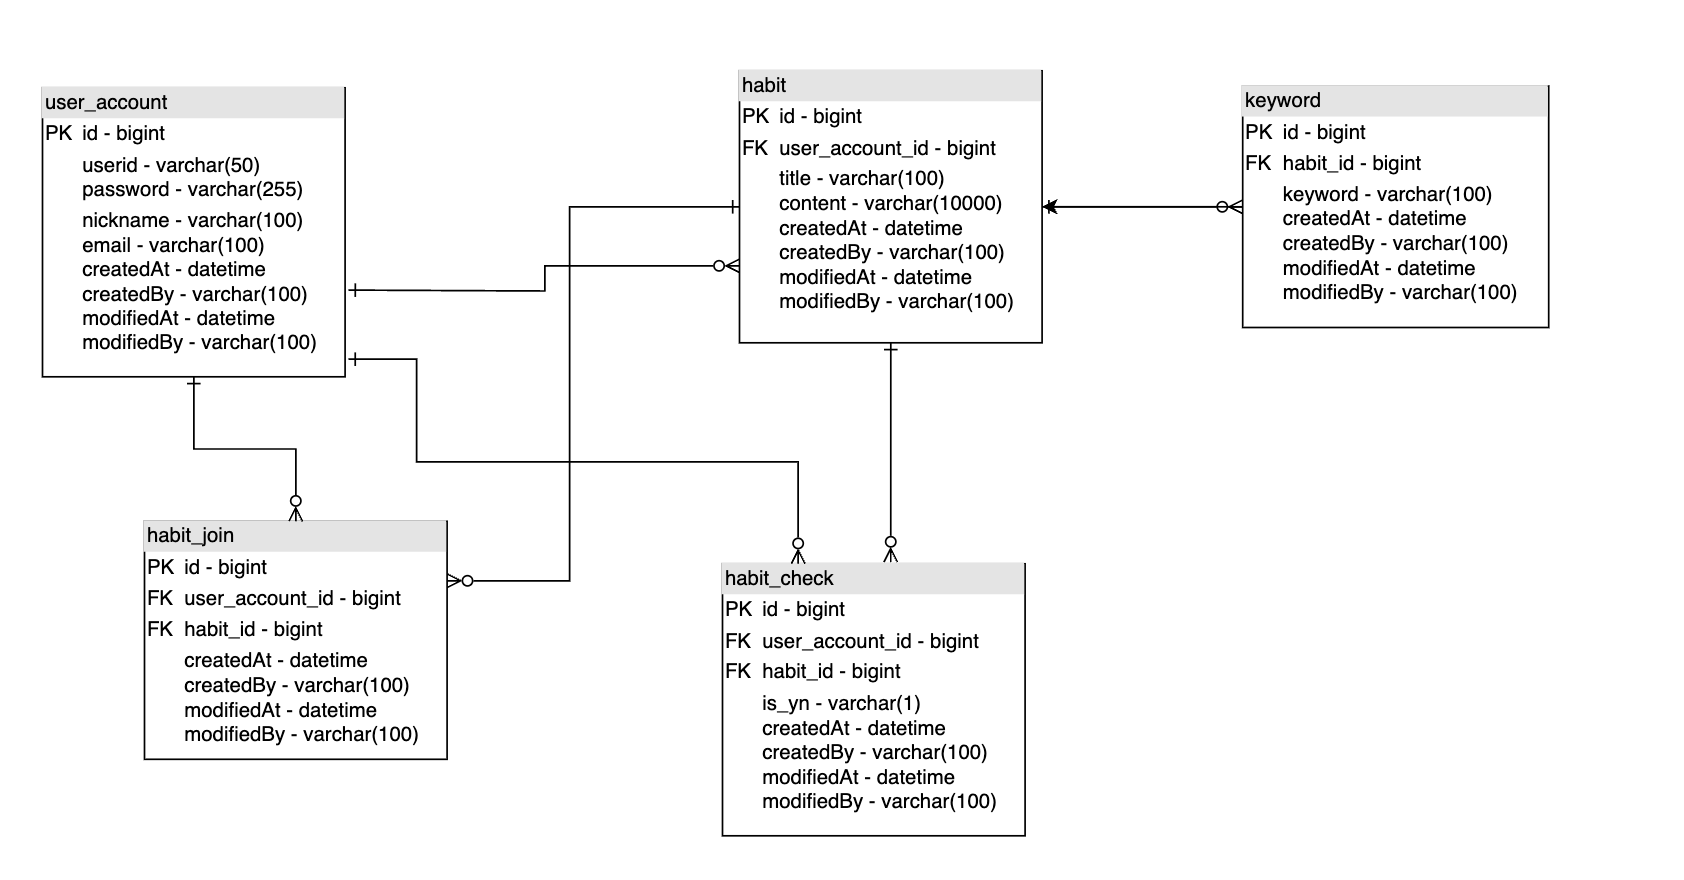 user_account
PK id - bigint
userid - varchar(50)
password - varchar(255)
nickname - varchar(100)
email - varchar(100)
createdAt - datetime
createdBy - varchar(100)
modifiedAt - datetime
modifiedBy - varchar(100)
habit
PK id - bigint
FK user_account_id - bigint
title - varchar(100)
content - varchar(10000)
createdAt - datetime
createdBy - varchar(100)
modifiedAt - datetime
modifiedBy - varchar(100)
keyword
PK id - bigint
FK habit_id - bigint
keyword - varchar(100)
createdAt - datetime
createdBy - varchar(100)
modifiedAt - datetime
modifiedBy - varchar(100)
habit_join
PK id - bigint
FK user_account_id - bigint
FK habit_id - bigint
createdAt - datetime
createdBy - varchar(100)
modifiedAt - datetime
modifiedBy - varchar(100)
habit_check
PK id - bigint
FK user_account_id - bigint
FK habit_id - bigint
is_yn - varchar(1)
createdAt - datetime
createdBy - varchar(100)
modifiedAt - datetime
modifiedBy - varchar(100)